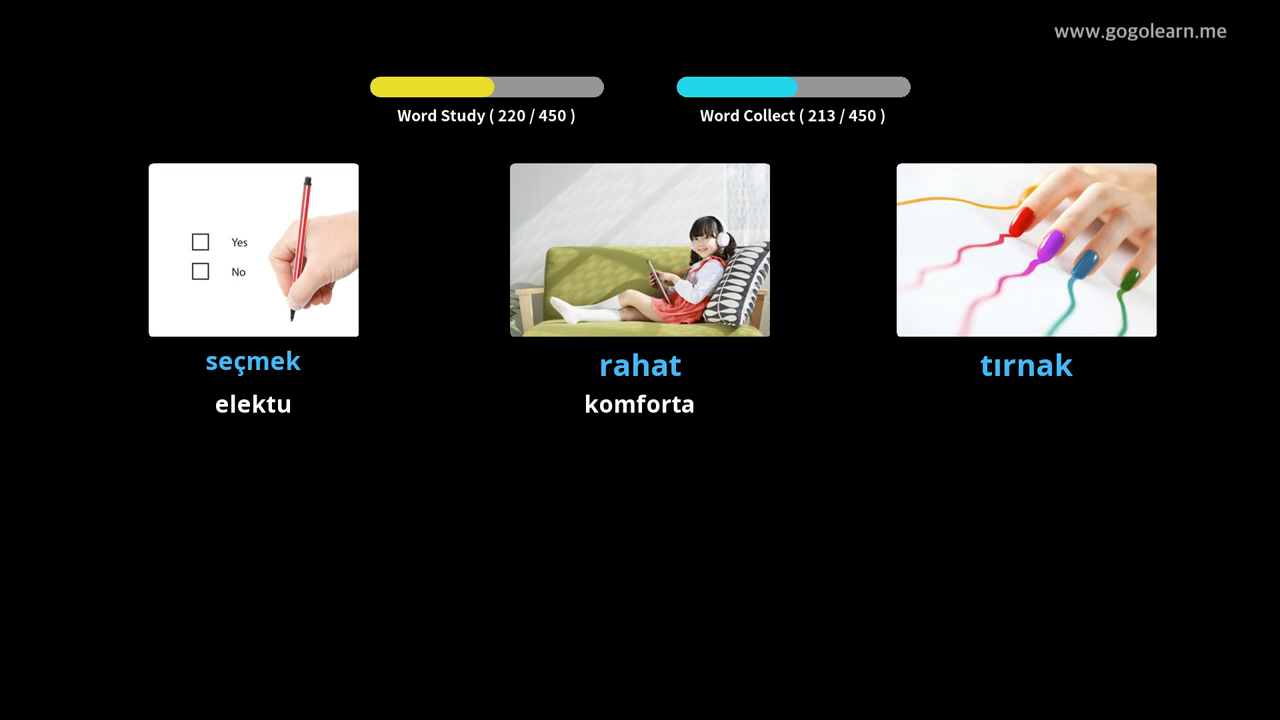 www.gogolearn.me
Word Study ( 220 / 450 )
Word Collect ( 213 / 450 )
Yes
No
seçmek
rahat
tırnak
elektu
komforta